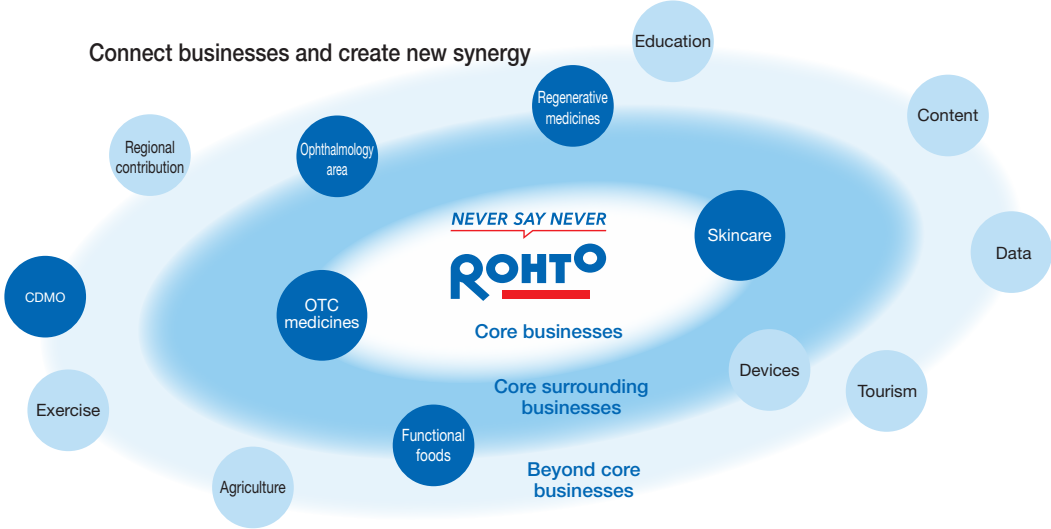 Connect businesses and create new synergy
Education
Regenerative
medicines
Content
Regional
contribution
Ophthalmology
area
NEVER SAY NEVER
ROHTO
Skincare
Data
CDMO
OTC
medicines
Core businesses
Core surrounding
businesses
Devices
Tourism
Exercise
Functional
foods
Agriculture
Beyond core
businesses